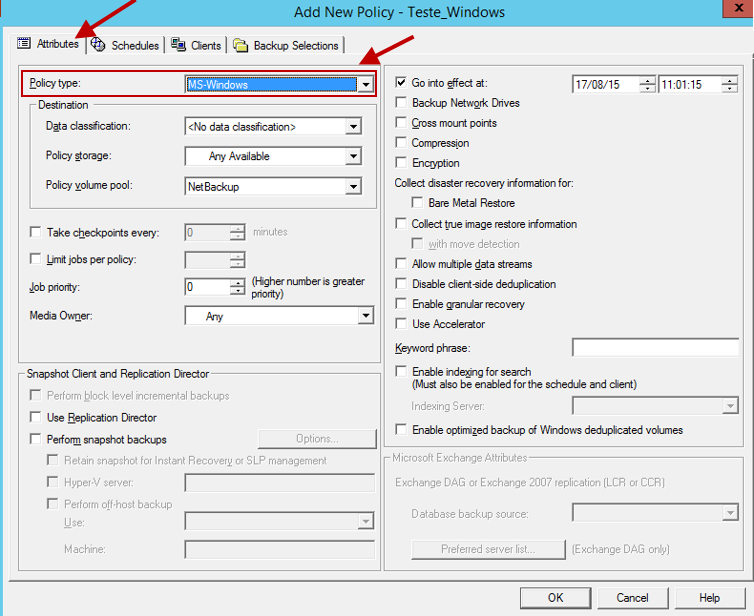 Add New Policy - Teste_Windows
Attributes
Schedules
Clients
Backup Selections
Policy type:
MS-Windows
Destination
Data classification:
<No data classification>
Policy storage:
Any Available
Policy volume pool:
NetBackup
Take checkpoints every:
0
minutes
Limit jobs per policy:
Job priority:
0
(Higher number is greater
priority)
Media Owner:
Any
Snapshot Client and Replication Director
Perform block level incremental backups
Use Replication Director
Perform snapshot backups
Options...
Retain snapshot for Instant Recovery or SLP management
Hyper-V server:
Perform off-host backup
Use:
Machine:
Go into effect at:
17/08/15
11:01:15
Backup Network Drives
Cross mount points
Compression
Encryption
Collect disaster recovery information for:
Bare Metal Restore
Collect true image restore information
with move detection
Allow multiple data streams
Disable client-side deduplication
Enable granular recovery
Use Accelerator
Keyword phrase:
Enable indexing for search
(Must also be enabled for the schedule and client)
Indexing Server:
Enable optimized backup of Windows deduplicated volumes
Microsoft Exchange Attributes
Exchange DAG or Exchange 2007 replication (LCR or CCR)
Database backup source:
Preferred server list...
(Exchange DAG only)
OK
Cancel
Help